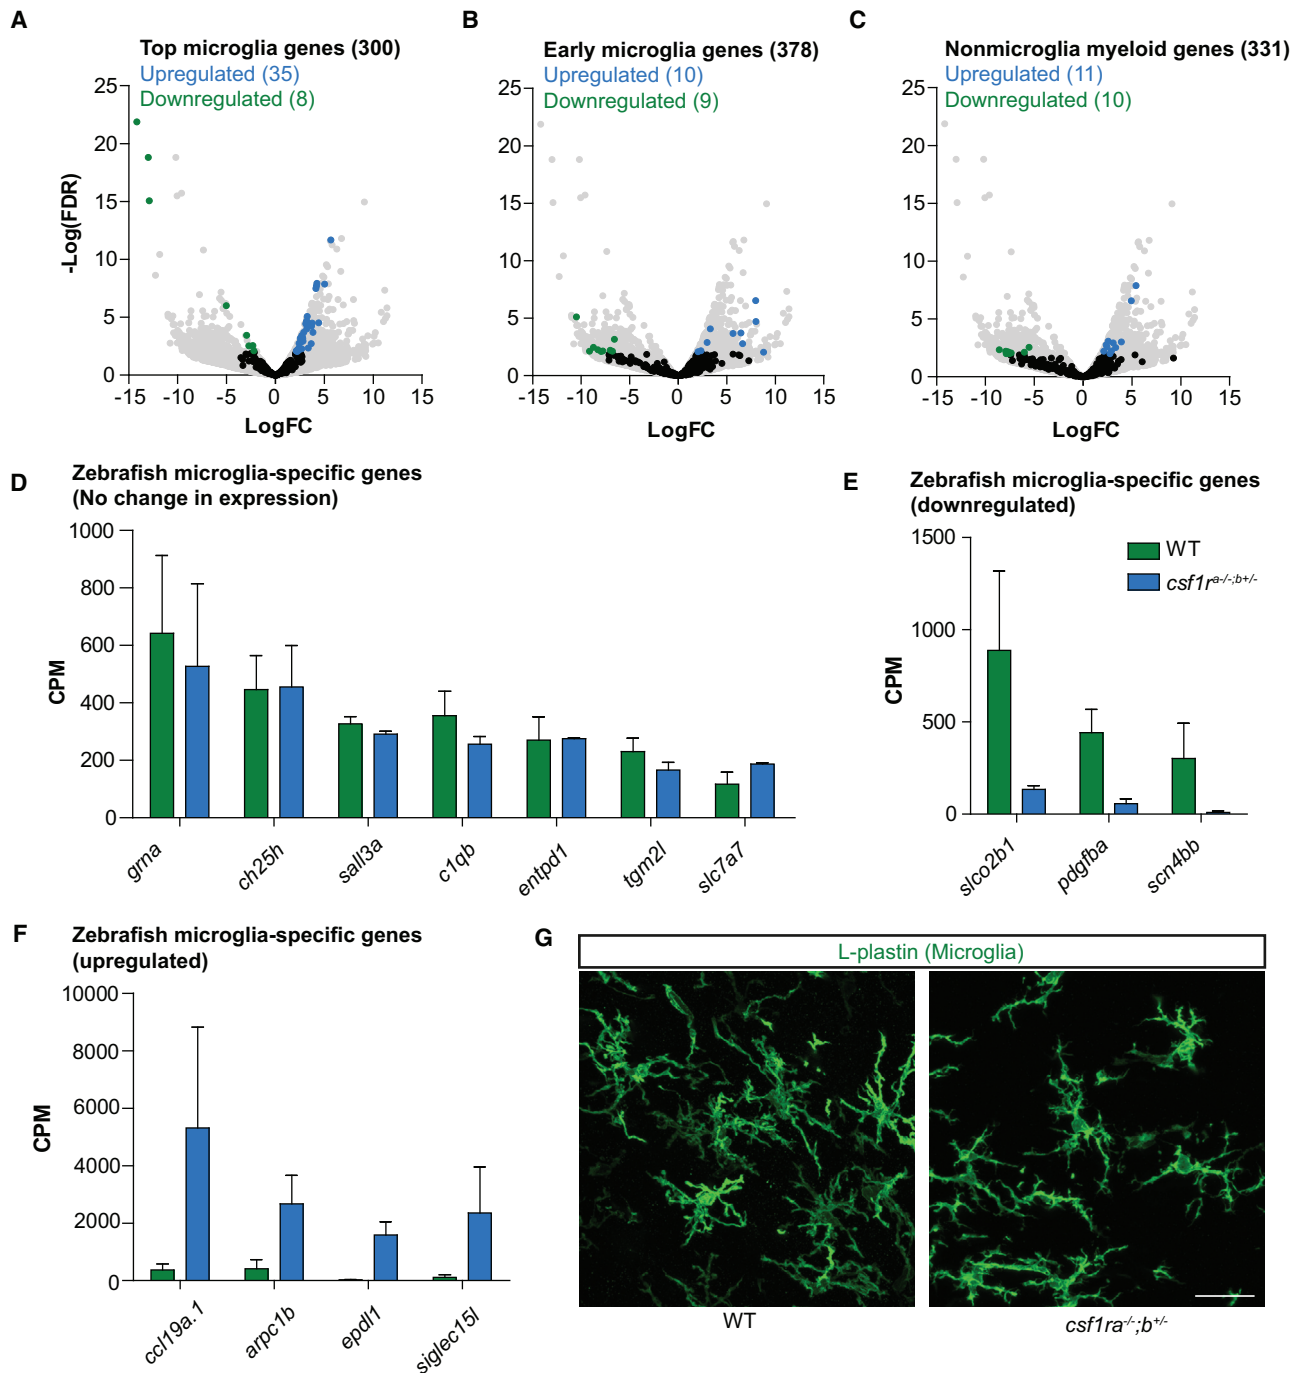 A
Top microglia genes (300)
Upregulated (35)
Downregulated (8)
25
20
15
10
5
0
-Log(FDR)
-15 -10 -5 0 5 10 15
LogFC
B
Early microglia genes (378)
Upregulated (10)
Downregulated (9)
25
20
15
10
5
0
-15 -10 -5 0 5 10 15
LogFC
C
Nonmicroglia myeloid genes (331)
Upregulated (11)
Downregulated (10)
25
20
15
10
5
0
-15 -10 -5 0 5 10 15
LogFC
D
Zebrafish microglia-specific genes
(No change in expression)
1000
800
600
400
200
0
CPM
grna
ch25h
sall3a
c1qb
entpd1
tgm2l
slc7a7
E
Zebrafish microglia-specific genes
(downregulated)
1500
1000
500
0
CPM
WT
csf1ra-/-;b+/-
slco2b1
pdgfba
scn4bb
F
Zebrafish microglia-specific genes
(upregulated)
10000
8000
6000
4000
2000
0
CPM
ccl19a.1
arpc1b
epdl1
siglec15l
G
L-plastin (Microglia)
WT
csf1ra-/-;b+/-